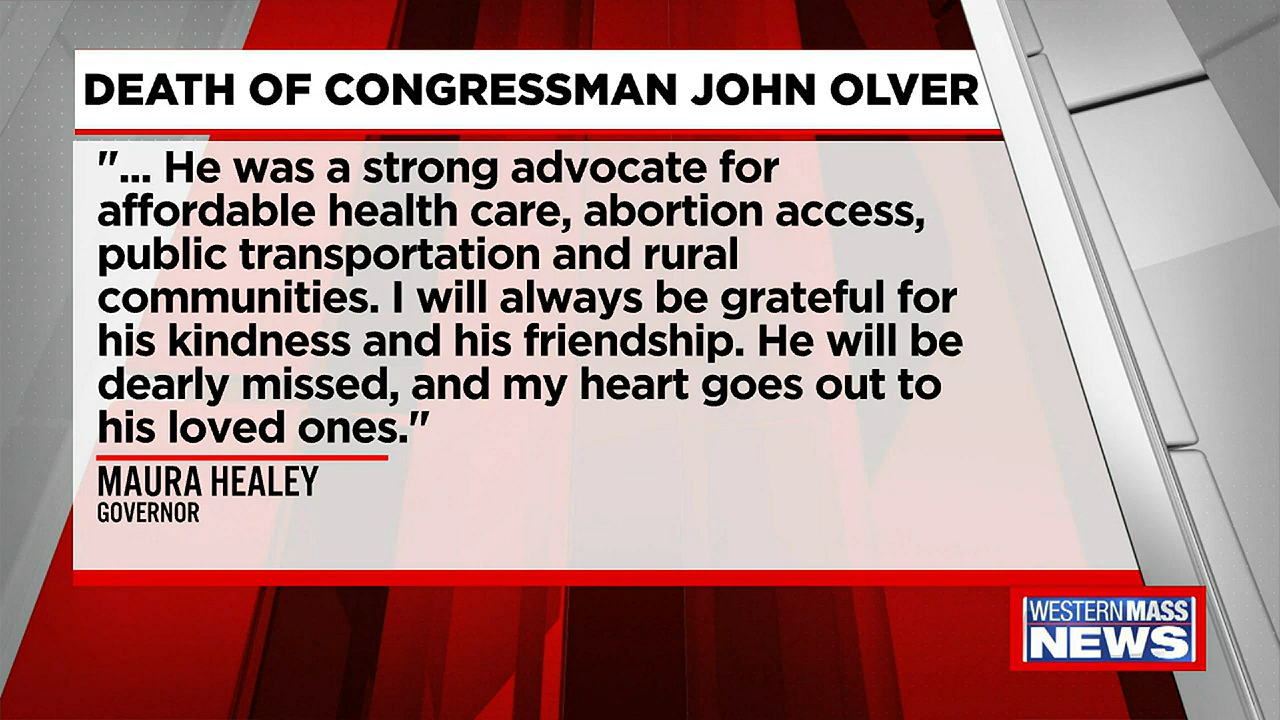 DEATH OF CONGRESSMAN JOHN OLVER
"... He was a strong advocate for
affordable health care, abortion access,
public transportation and rural
communities. I will always be grateful for
his kindness and his friendship. He will be
dearly missed, and my heart goes out to
his loved ones."
MAURA HEALEY
GOVERNOR
WESTERN MASS
NEWS